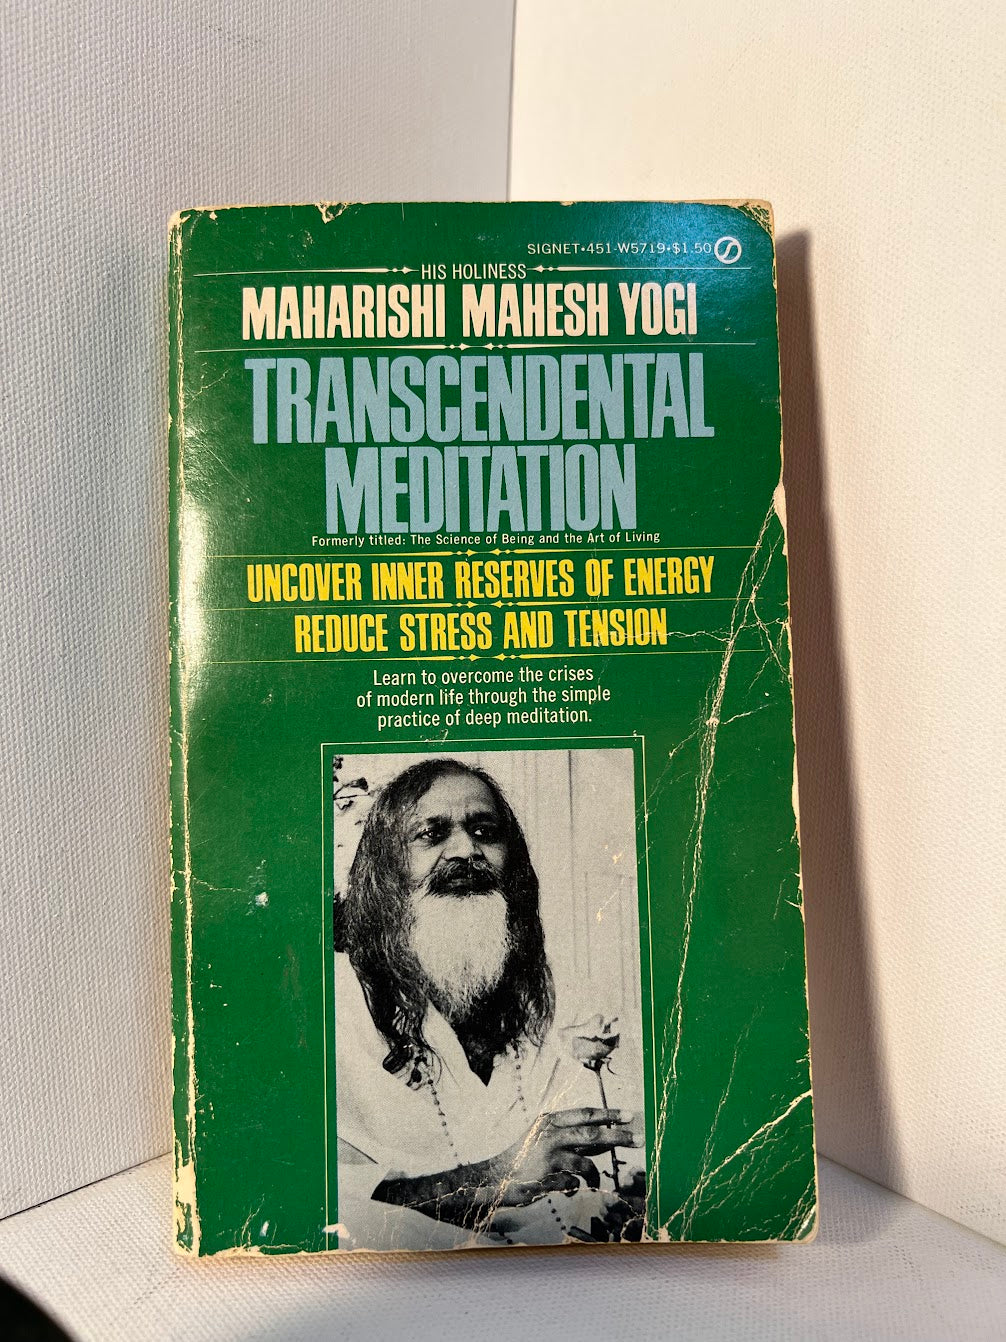 SIGNET•451-W5719•$1.50
HIS HOLINESS
MAHARISHI MAHESH YOGI
TRANSCENDENTAL
MEDITATION
Formerly titled: The Science of Being and the Art of Living
UNCOVER INNER RESERVES OF ENERGY
REDUCE STRESS AND TENSION
Learn to overcome the crises
of modern life through the simple
practice of deep meditation.